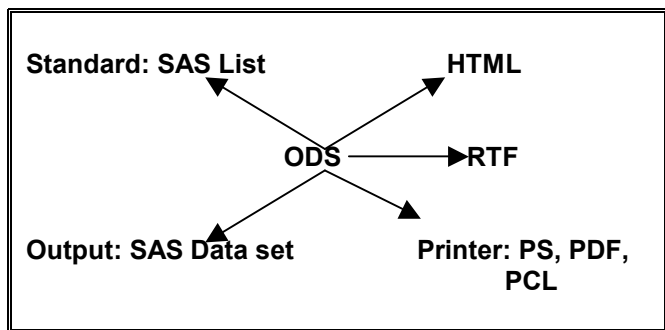 Standard: SAS List
HTML
ODS
RTF
Output: SAS Data set
Printer: PS, PDF,
PCL